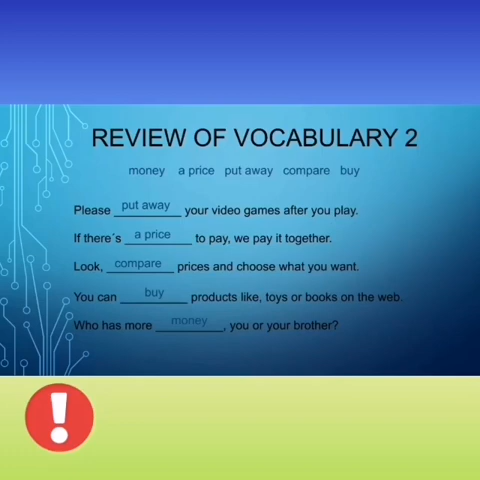 REVIEW OF VOCABULARY 2
money a price put away compare buy
Please put away your video games after you play.
If there´s a price to pay, we pay it together.
Look, compare prices and choose what you want.
You can buy products like, toys or books on the web.
Who has more money, you or your brother?